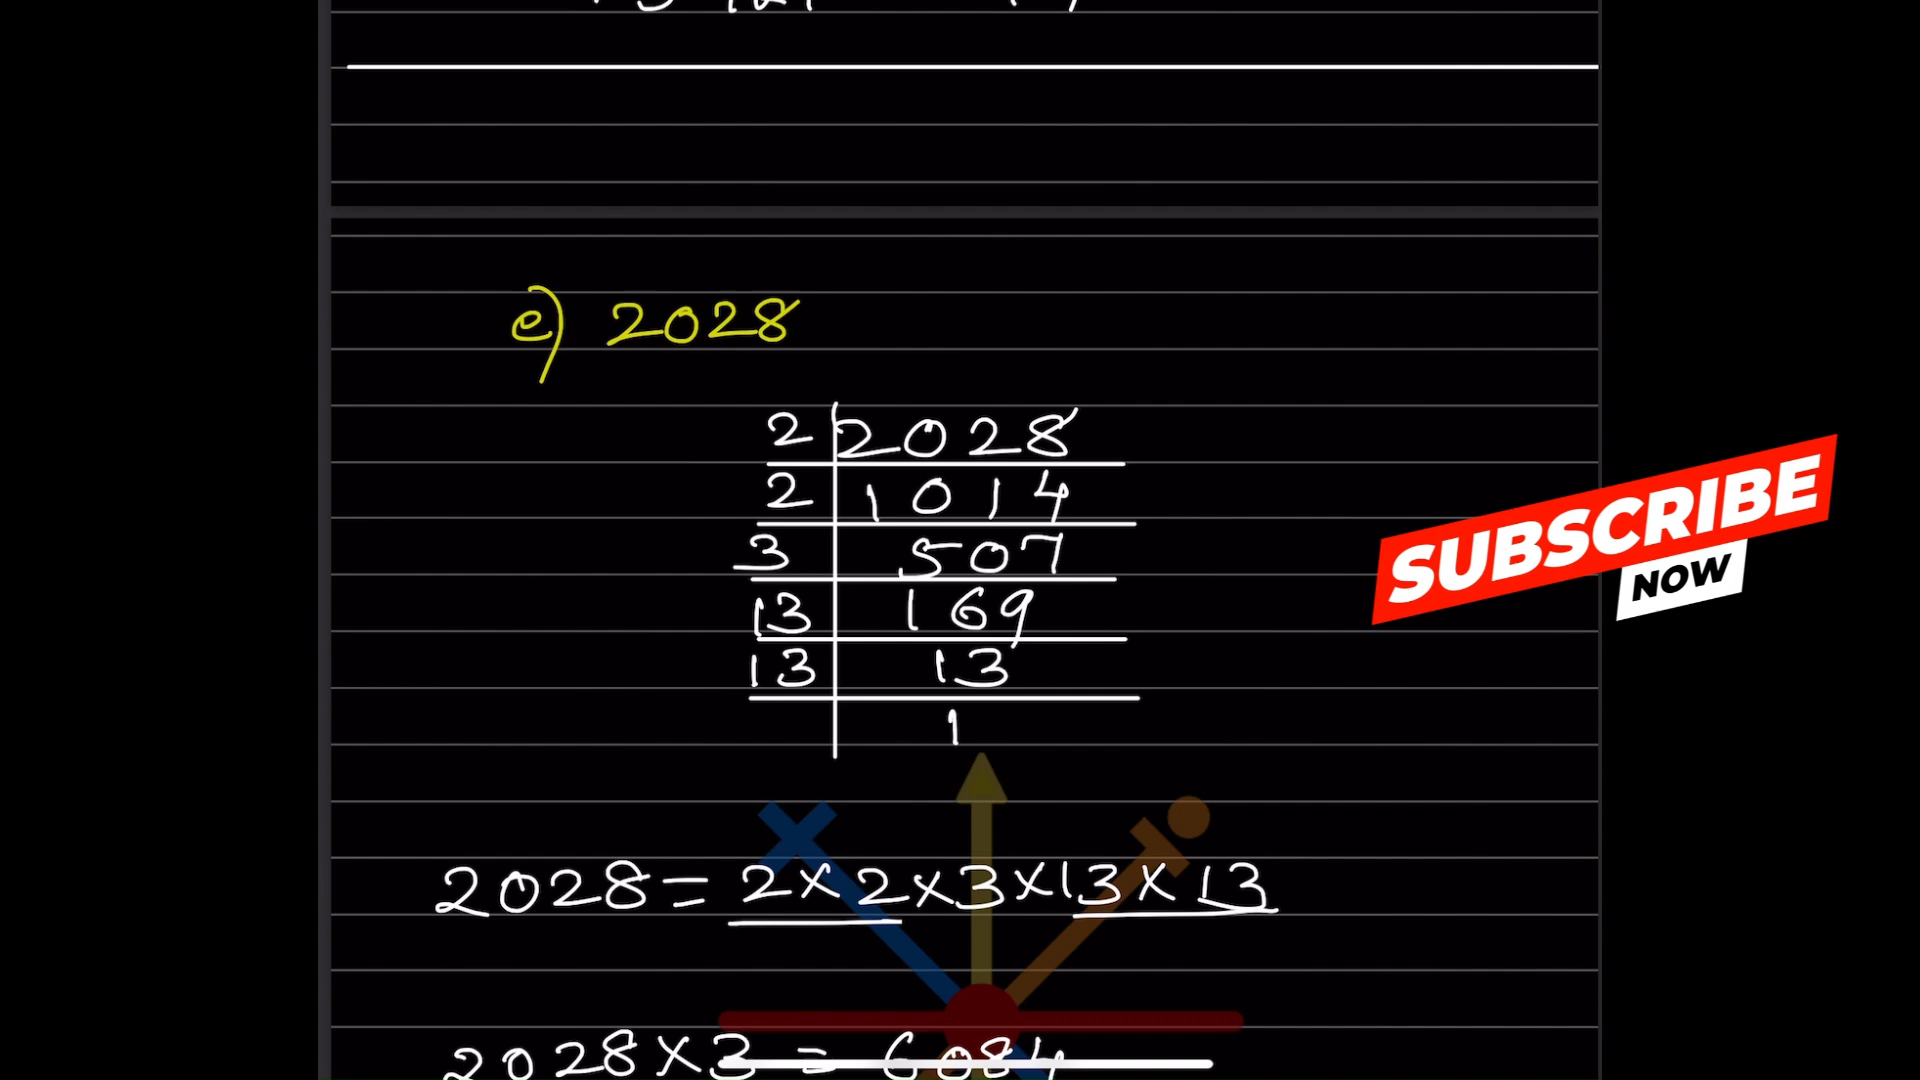 e) 2028
2 2028
2 1014
3 507
13 169
13 13
1
SUBSCRIBE
NOW
2028 = 2 × 2 × 3 × 13 × 13
2028 × 3 = 6084